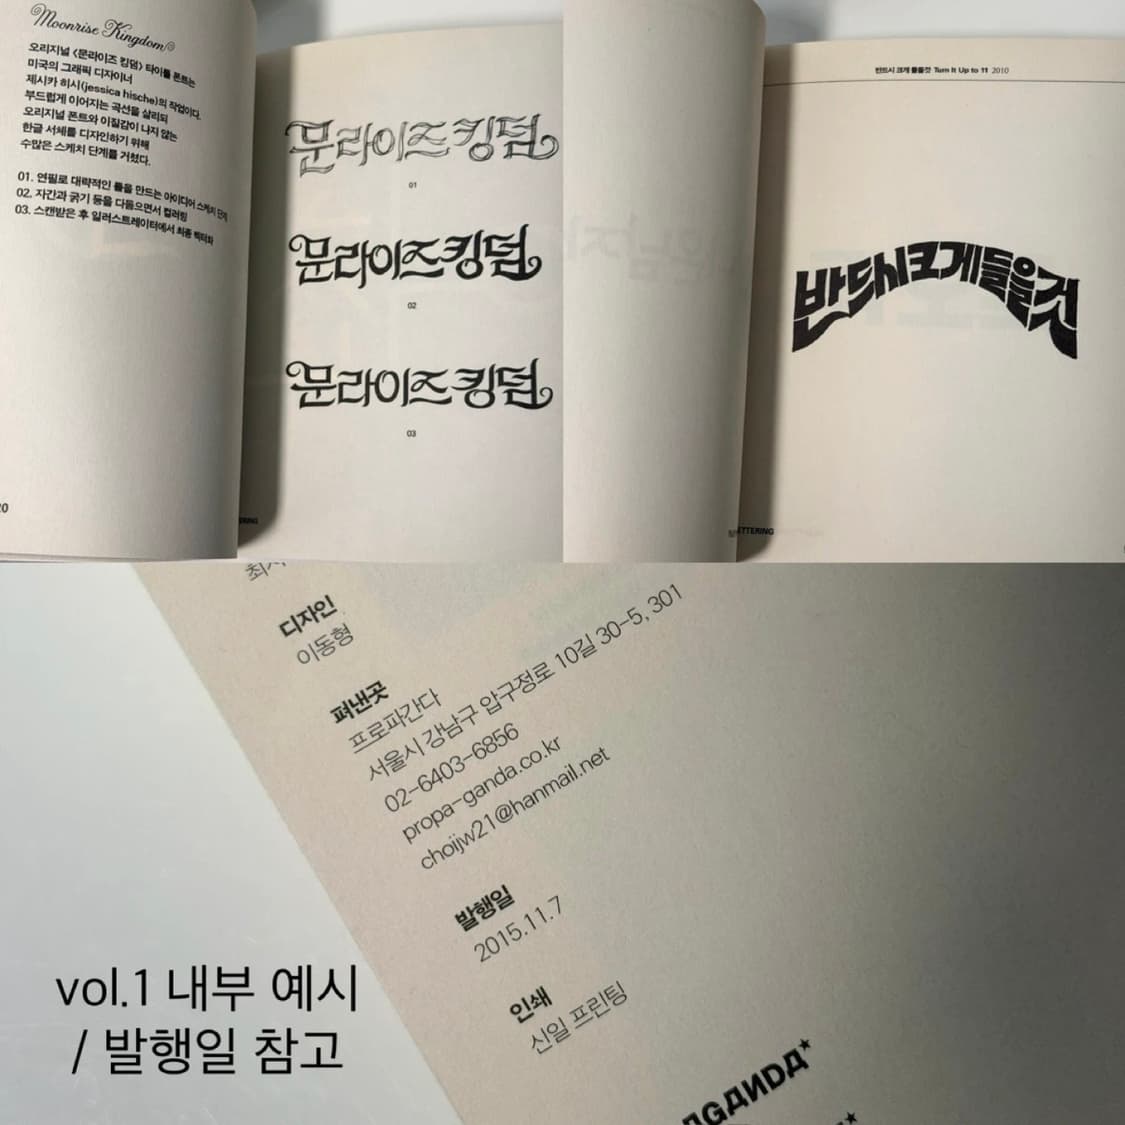 Moonrise Kingdom
오리지널 <문라이즈 킹덤> 타이틀 폰트는
미국의 그래픽 디자이너
제시카 히시(jessica hische)의 작업이다.
부드럽게 이어지는 곡선을 살리되
오리지널 폰트와 이질감이 나지 않는
한글 서체를 디자인하기 위해
수많은 스케치 단계를 거쳤다.
01. 연필로 대략적인 틀을 만드는 아이디어 스케치 단계
02. 자간과 굵기 등을 다듬으면서 컬러링
03. 스캔받은 후 일러스트레이터에서 최종 벡터화
문라이즈 킹덤
01
문라이즈 킹덤
02
문라이즈 킹덤
03
반드시 크게 들을것 Turn It Up to 11 2010
반드시크게들을것
ETTERING
디자인
이동형
펴낸곳
프로파간다
서울시 강남구 압구정로 10길 30-5, 301
02-6403-6856
propa-ganda.co.kr
choijw21@hanmail.net
발행일
2015.11.7
인쇄
신일 프린팅
vol.1 내부 예시
/ 발행일 참고